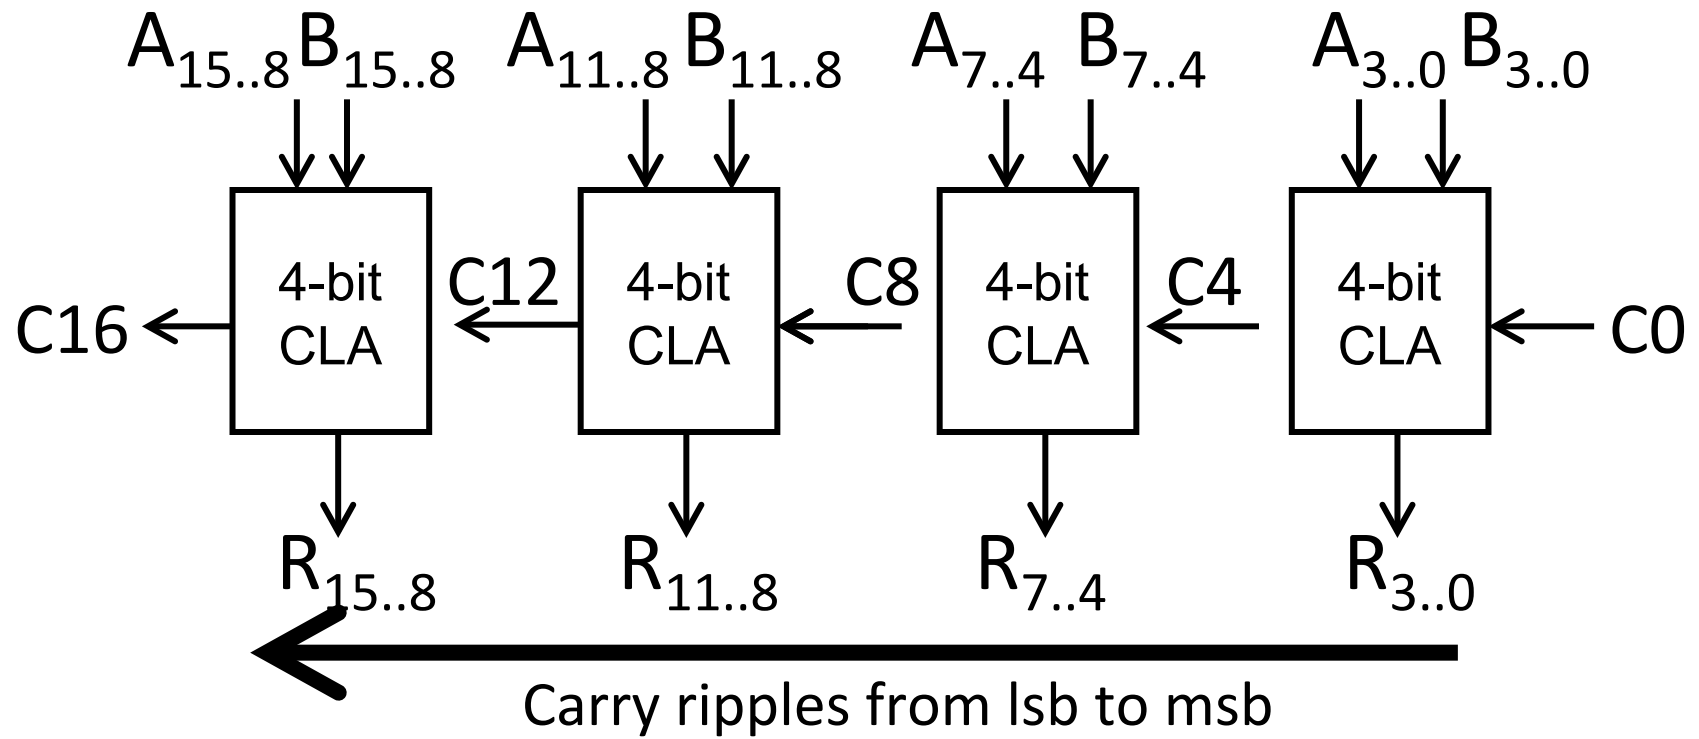 A15..8 B15..8 A11..8 B11..8 A7..4 B7..4 A3..0 B3..0
4-bit C12 4-bit C8 4-bit C4 4-bit
C16 CLA CLA CLA CLA C0
R15..8 R11..8 R7..4 R3..0
Carry ripples from lsb to msb